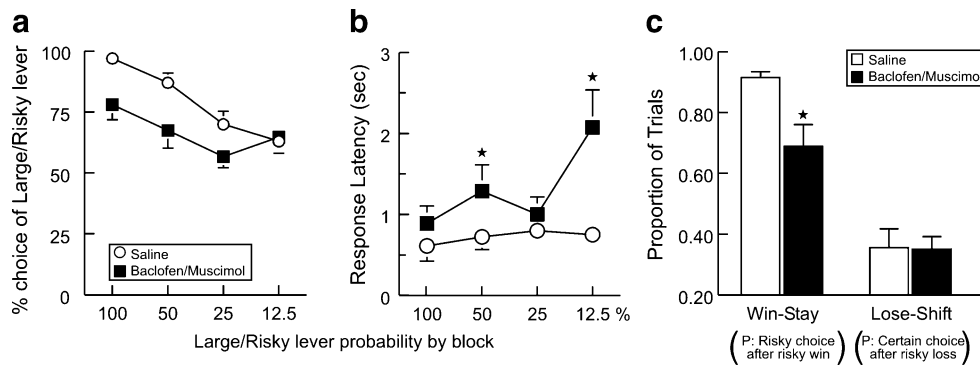 a
% choice of Large/Risky lever
100
75
50
25
0
Saline
Baclofen/Muscimol
100
50
25
12.5
b
Response Latency (sec)
3
2
1
0
100
50
25
12.5 %
Large/Risky lever probability by block
c
Proportion of Trials
1.00
0.80
0.60
0.40
0.20
Saline
Baclofen/Muscimol
Win-Stay
(P: Risky choice
after risky win)
Lose-Shift
(P: Certain choice
after risky loss)